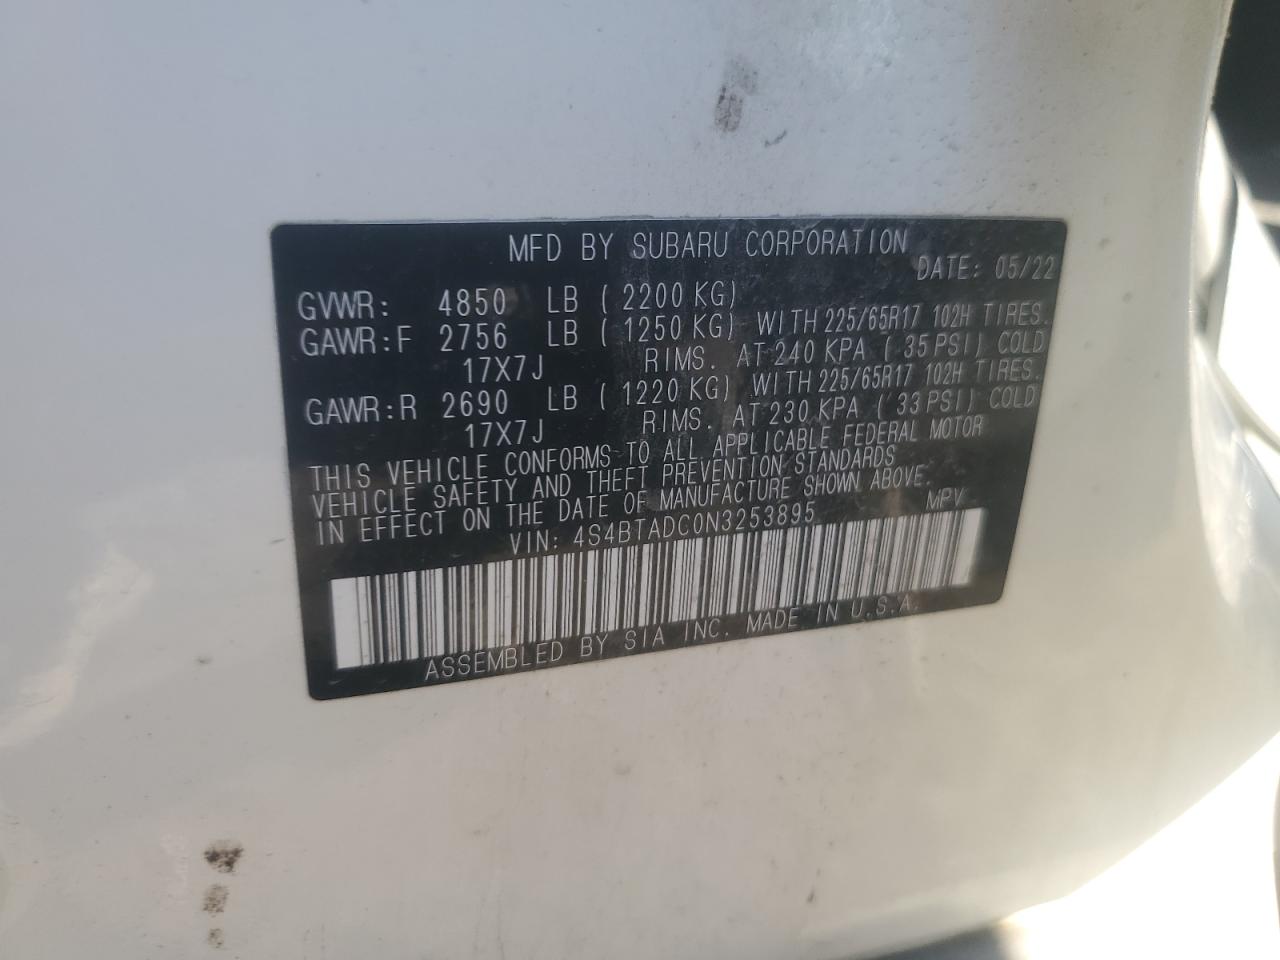 MFD BY SUBARU CORPORATION
DATE: 05/22
GVWR: 4850 LB ( 2200 KG)
GAWR:F 2756 LB ( 1250 KG) WITH 225/65R17 102H TIRES.
17X7J RIMS. AT 240 KPA ( 35 PSI) COLD
GAWR:R 2690 LB ( 1220 KG) WITH 225/65R17 102H TIRES.
17X7J RIMS. AT 230 KPA ( 33 PSI) COLD
THIS VEHICLE CONFORMS TO ALL APPLICABLE FEDERAL MOTOR
VEHICLE SAFETY AND THEFT PREVENTION STANDARDS
IN EFFECT ON THE DATE OF MANUFACTURE SHOWN ABOVE.
VIN: 4S4BTADC0N3253895 MPV
ASSEMBLED BY SIA INC. MADE IN U.S.A.